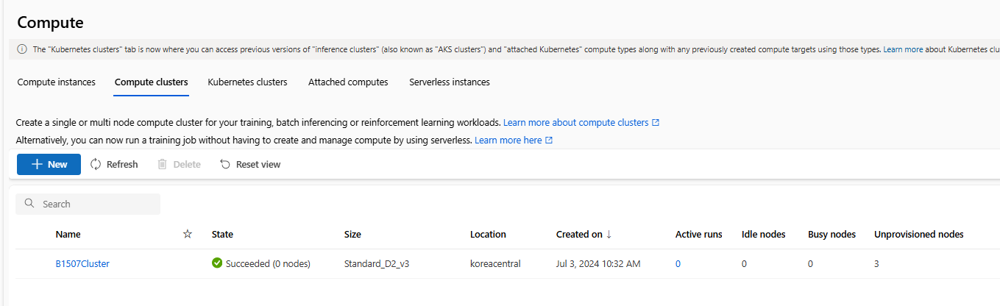 Compute
The "Kubernetes clusters" tab is now where you can access previous versions of "inference clusters" (also known as "AKS clusters") and "attached Kubernetes" compute types along with any previously created compute targets using those types. Learn more about Kubernetes clu
Compute instances Compute clusters Kubernetes clusters Attached computes Serverless instances
Create a single or multi node compute cluster for your training, batch inferencing or reinforcement learning workloads. Learn more about compute clusters
Alternatively, you can now run a training job without having to create and manage compute by using serverless. Learn more here
New Refresh Delete Reset view
Search
Name State Size Location Created on ↓ Active runs Idle nodes Busy nodes Unprovisioned nodes
B1507Cluster Succeeded (0 nodes) Standard_D2_v3 koreacentral Jul 3, 2024 10:32 AM 0 0 0 3